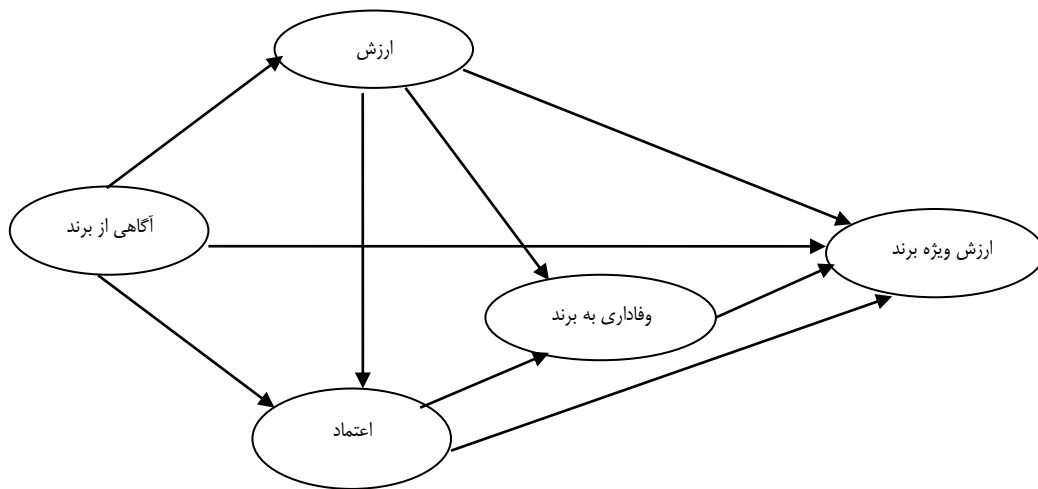 ارزش
آگاهی از برند
ارزش ویژه برند
وفاداری به برند
اعتماد